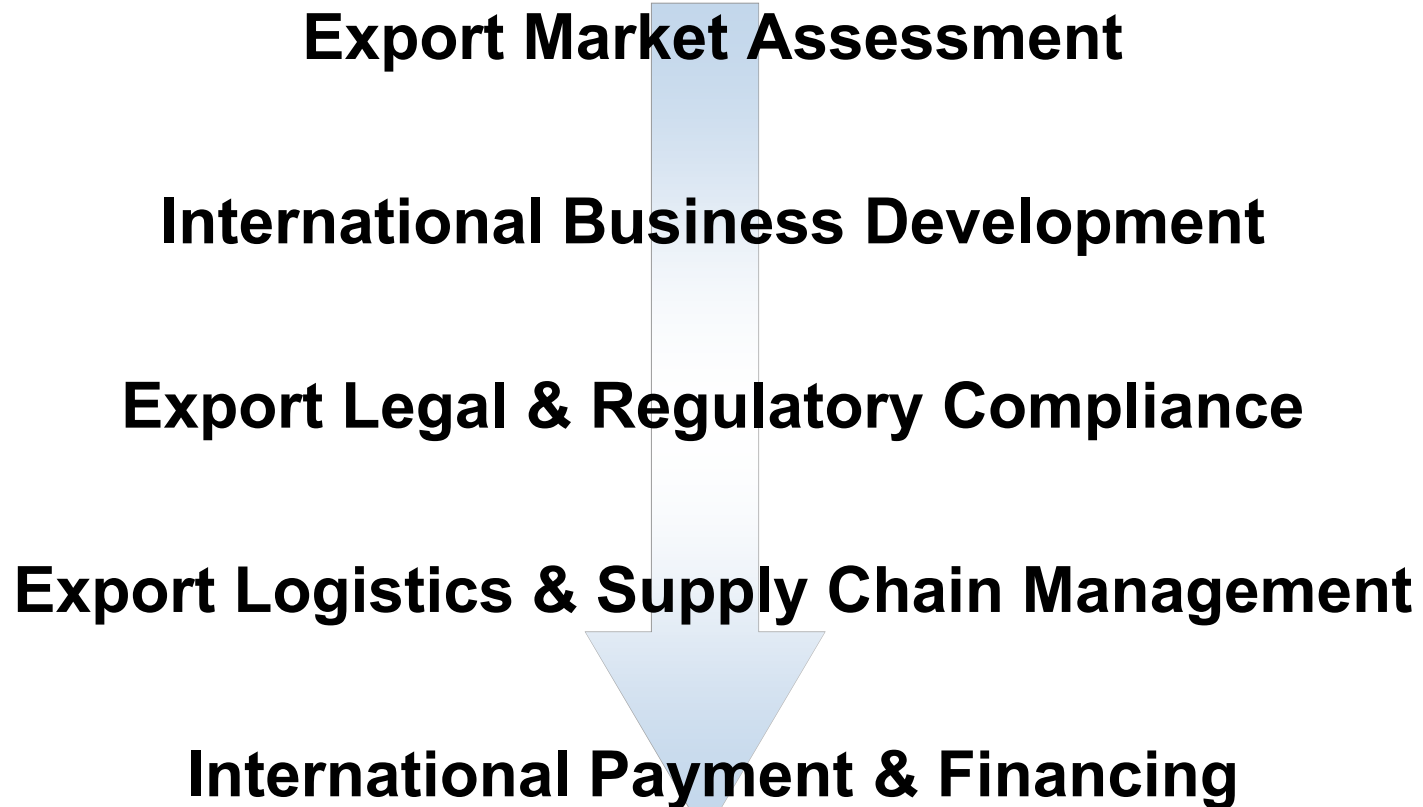 Export Market Assessment
International Business Development
Export Legal & Regulatory Compliance
Export Logistics & Supply Chain Management
International Payment & Financing